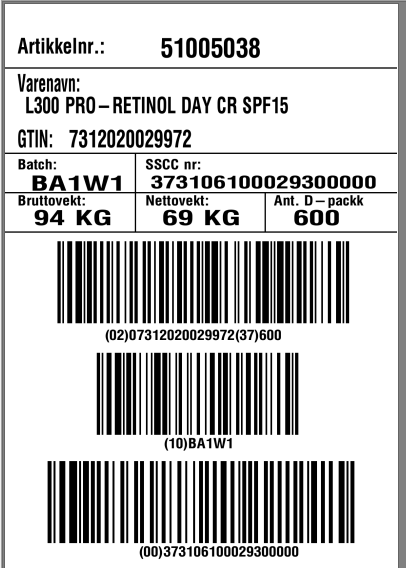 Artikkelnr.: 51005038
Varenavn:
L300 PRO–RETINOL DAY CR SPF15
GTIN: 7312020029972
Batch: SSCC nr:
BA1W1 373106100029300000
Bruttovekt: Nettovekt: Ant. D–packk
94 KG 69 KG 600
(02)07312020029972(37)600
(10)BA1W1
(00)373106100029300000